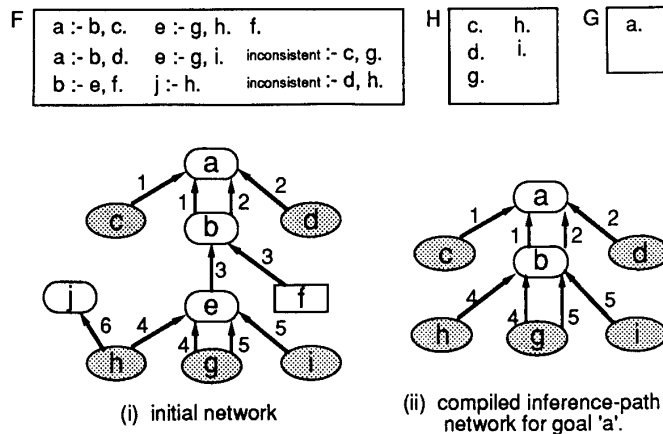 F
a :- b, c. e :- g, h. f.
a :- b, d. e :- g, i. inconsistent :- c, g.
b :- e, f. j :- h. inconsistent :- d, h.
H
c. h.
d. i.
g.
G
a.
a
1 1 2 2
c b d
3 3
j e f
6 4 4 5 5
h g i
(i) initial network
a
1 1 2 2
c b d
4 4 5 5
h g i
(ii) compiled inference-path
network for goal 'a'.